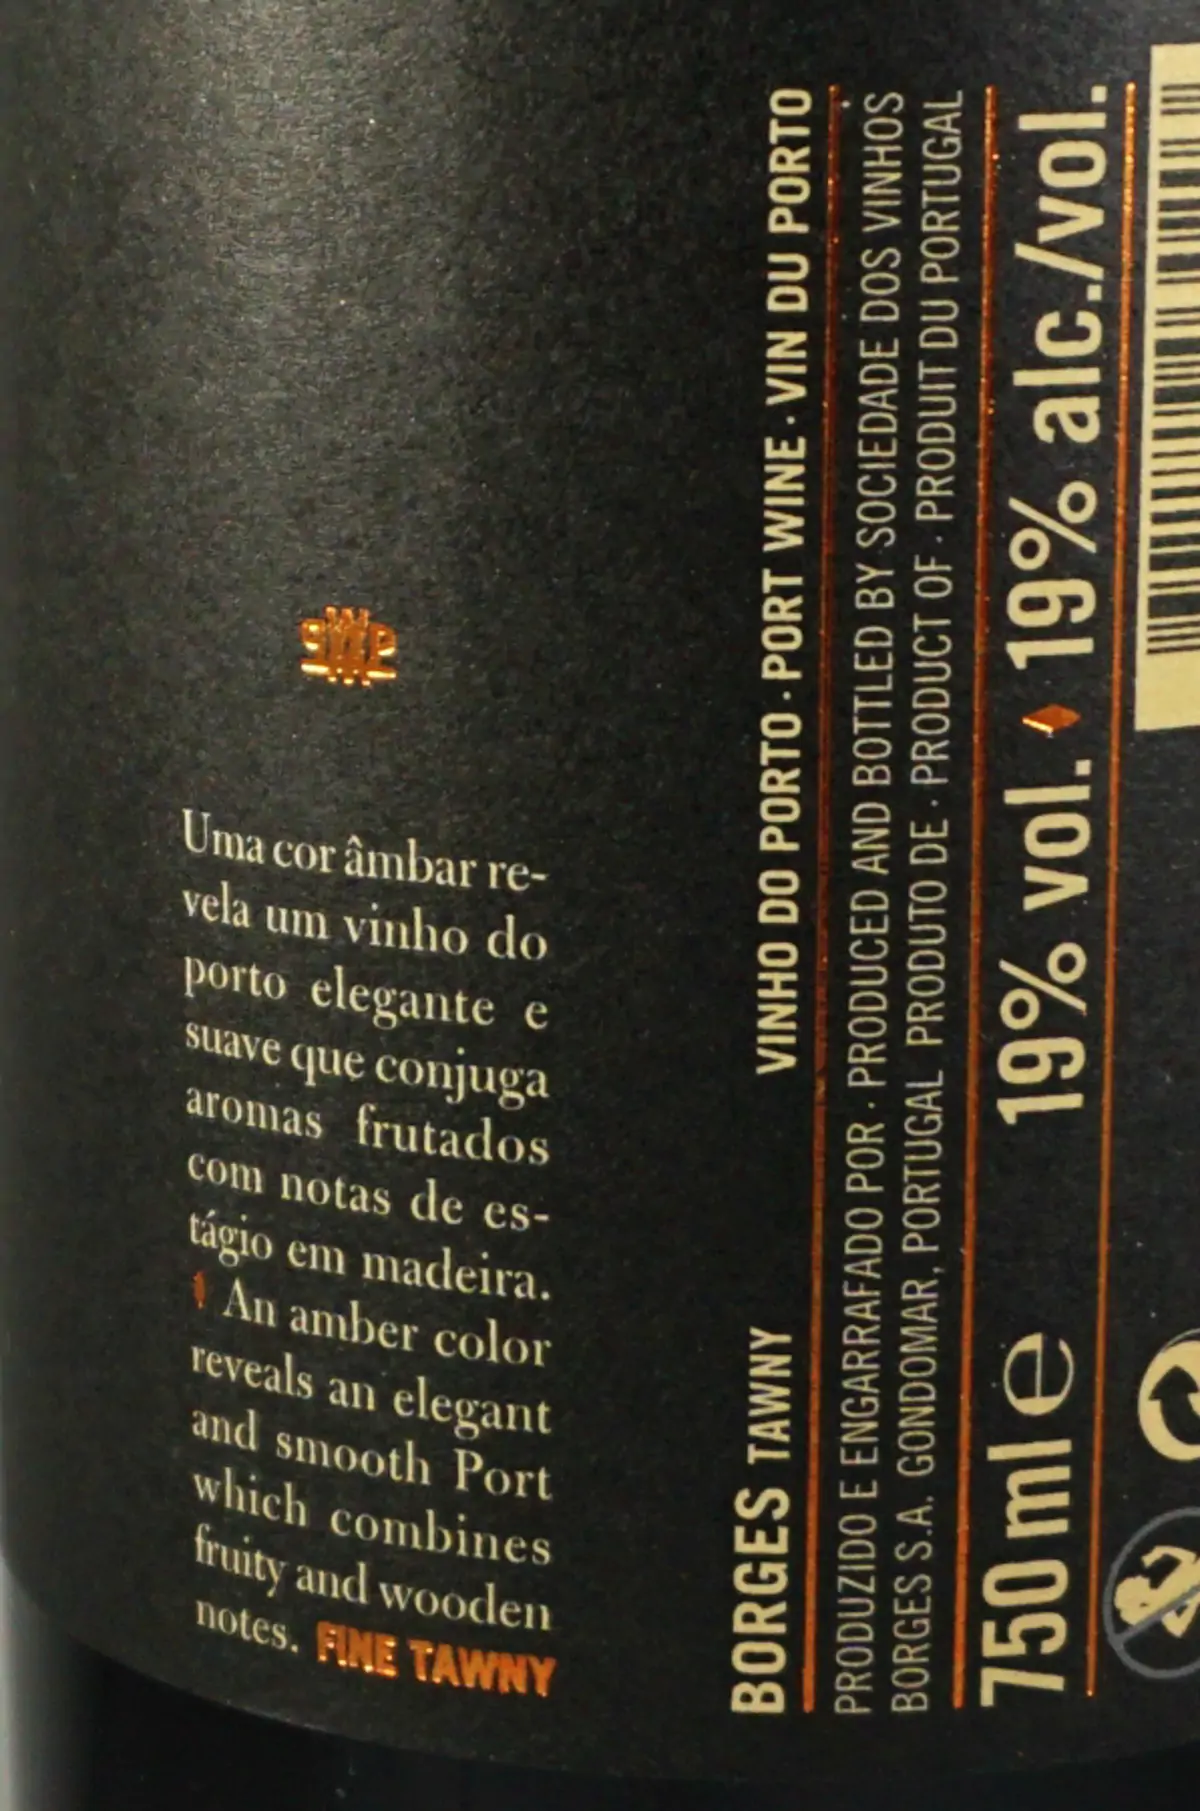 Uma cor âmbar re-
vela um vinho do
porto elegante e
suave que conjuga
aromas frutados
com notas de es-
tágio em madeira.
An amber color
reveals an elegant
and smooth Port
which combines
fruity and wooden
notes. FINE TAWNY
BORGES TAWNY VINHO DO PORTO · PORT WINE · VIN DU PORTO
PRODUZIDO E ENGARRAFADO POR · PRODUCED AND BOTTLED BY SOCIEDADE DOS VINHOS
BORGES S.A. GONDOMAR, PORTUGAL PRODUTO DE · PRODUCT OF · PRODUIT DU PORTUGAL
750 ml e 19% vol. 19% alc./vol.